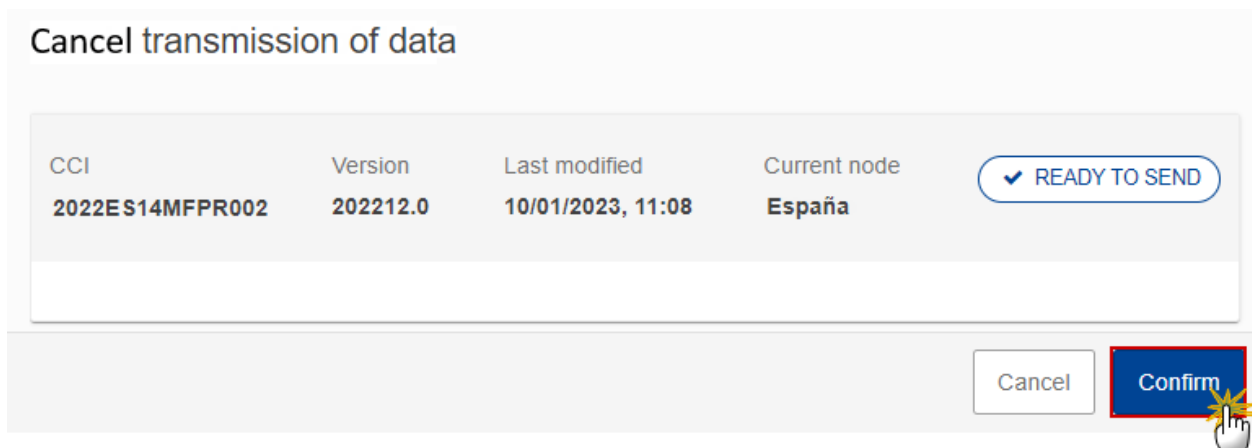 Cancel transmission of data
CCI Version Last modified Current node
READY TO SEND
2022ES14MFPR002 202212.0 10/01/2023, 11:08 España
Cancel Confirm